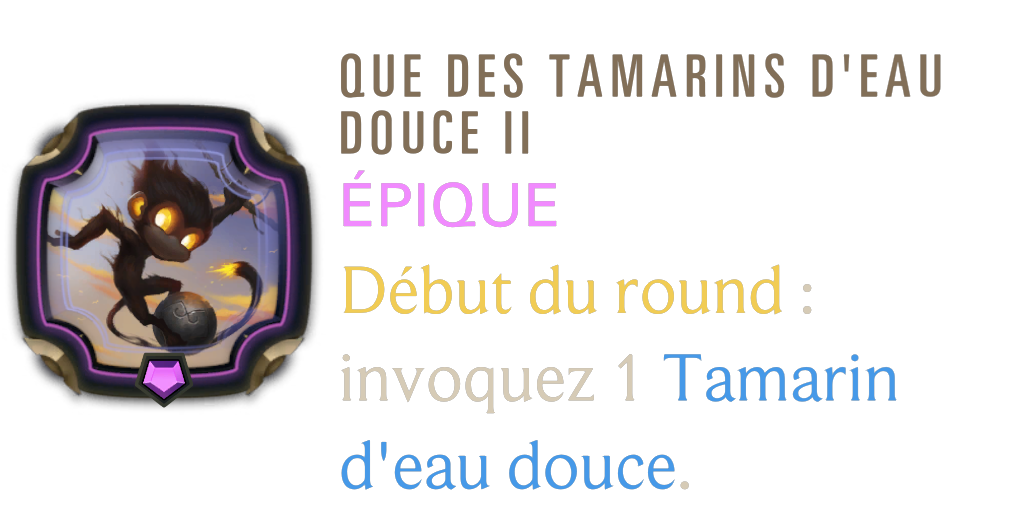 QUE DES TAMARINS D'EAU
DOUCE II
ÉPIQUE
Début du round :
invoquez 1 Tamarin
d'eau douce.